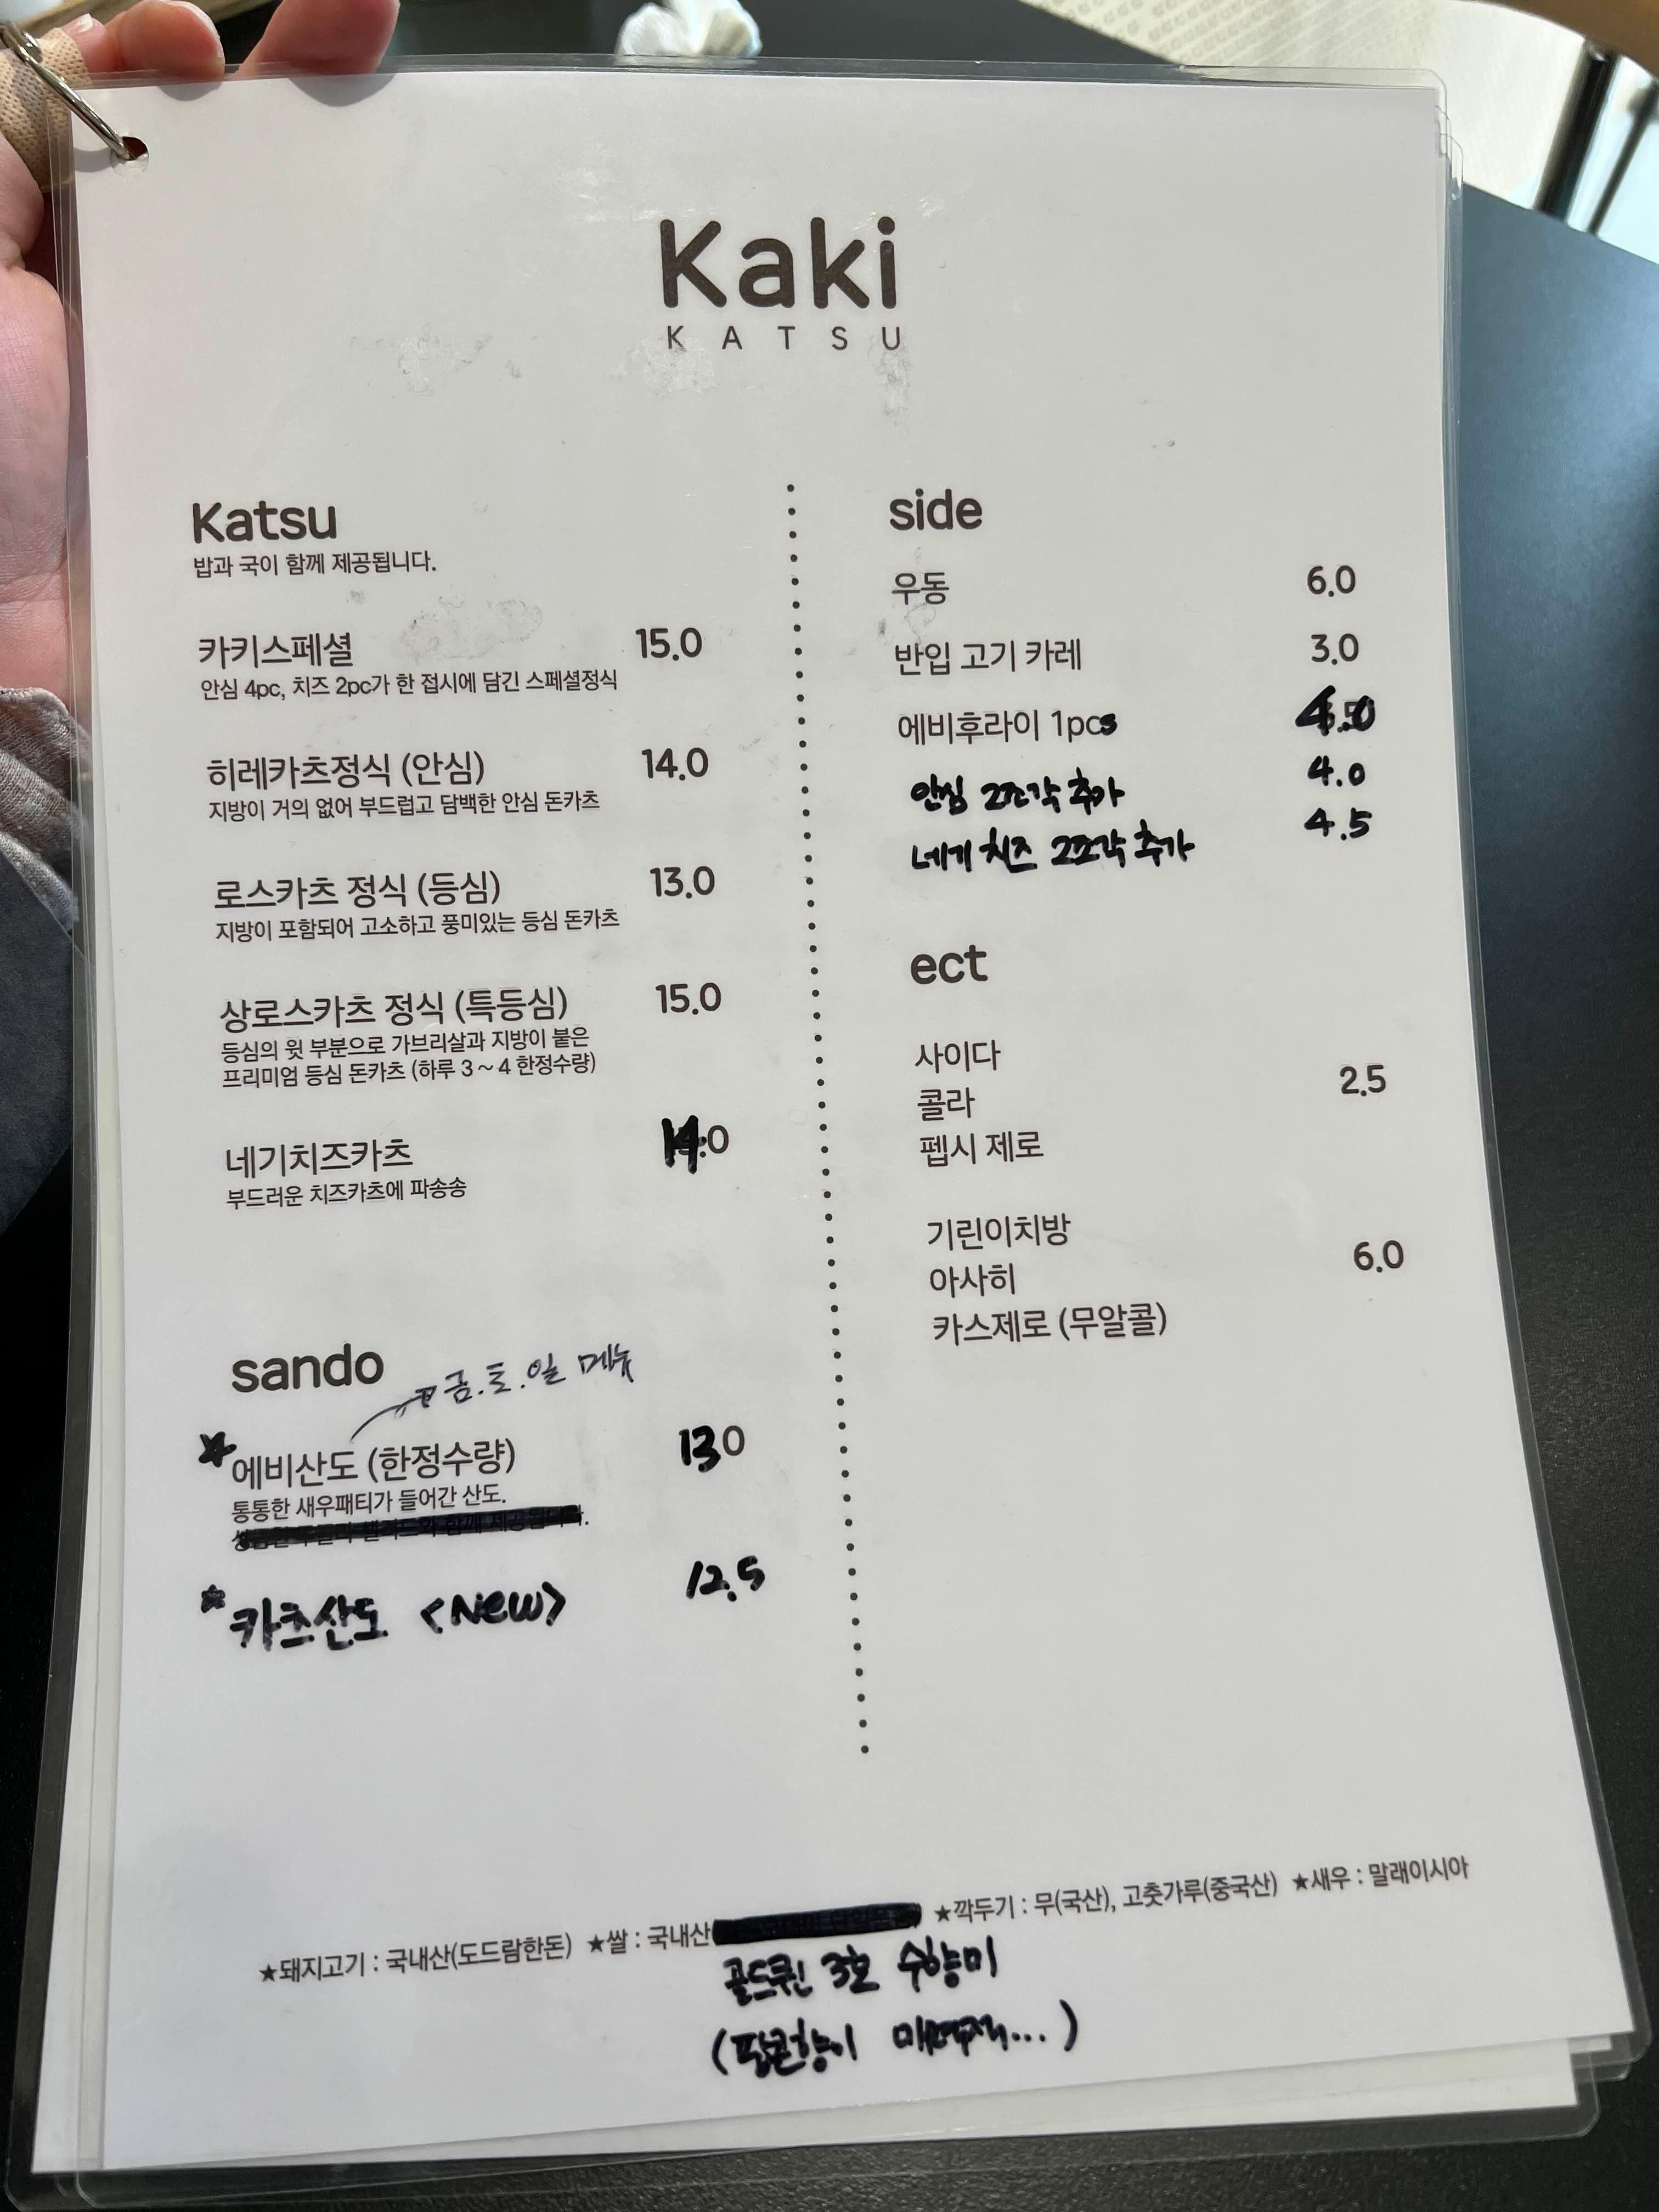 Kaki
KATSU
Katsu
밥과 국이 함께 제공됩니다.
카키스페셜 15.0
안심 4pc, 치즈 2pc가 한 접시에 담긴 스페셜정식
히레카츠정식 (안심) 14.0
지방이 거의 없어 부드럽고 담백한 안심 돈카츠
로스카츠 정식 (등심) 13.0
지방이 포함되어 고소하고 풍미있는 등심 돈카츠
상로스카츠 정식 (특등심) 15.0
등심의 윗 부분으로 가브리살과 지방이 붙은
프리미엄 등심 돈카츠 (하루 3 ~ 4 한정수량)
네기치즈카츠 14.0
부드러운 치즈카츠에 파송송
sando
금.토.일 메뉴
에비산도 (한정수량) 13.0
통통한 새우패티가 들어간 산도.
카츠산도 <New> 12.5
side
우동 6.0
반입 고기 카레 3.0
에비후라이 1pcs 4.0
안심 2조각 추가 4.0
네기 치즈 2조각 추가 4.5
ect
사이다
콜라 2.5
펩시 제로
기린이치방
아사히 6.0
카스제로 (무알콜)
★돼지고기 : 국내산(도드람한돈) ★쌀 : 국내산 ★깍두기 : 무(국산), 고춧가루(중국산) ★새우 : 말래이시아
골드퀸 3호 수향미
(팝콘향이 매력적...)